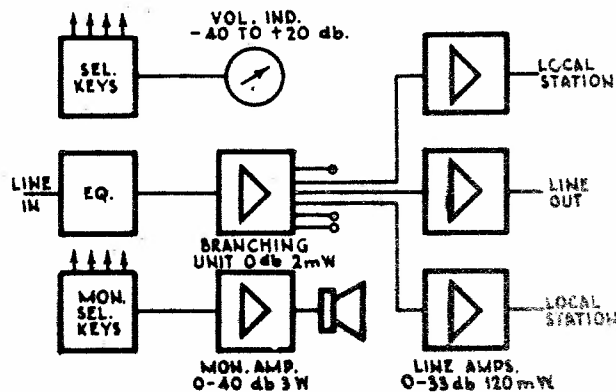 VOL. IND.
-40 TO +20 db.
SEL.
KEYS
LOCAL
STATION
LINE
IN
EQ.
LINE
OUT
BRANCHING
UNIT 0db 2mW
MON.
SEL.
KEYS
LOCAL
STATION
MON. AMP.
0-40 db 3W
LINE AMPS.
0-33db 120mW